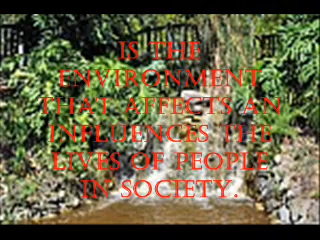 IS THE
ENVIRONMENT
THAT AFFECTS AN
INFLUENCES THE
LIVES OF PEOPLE
IN SOCIETY.